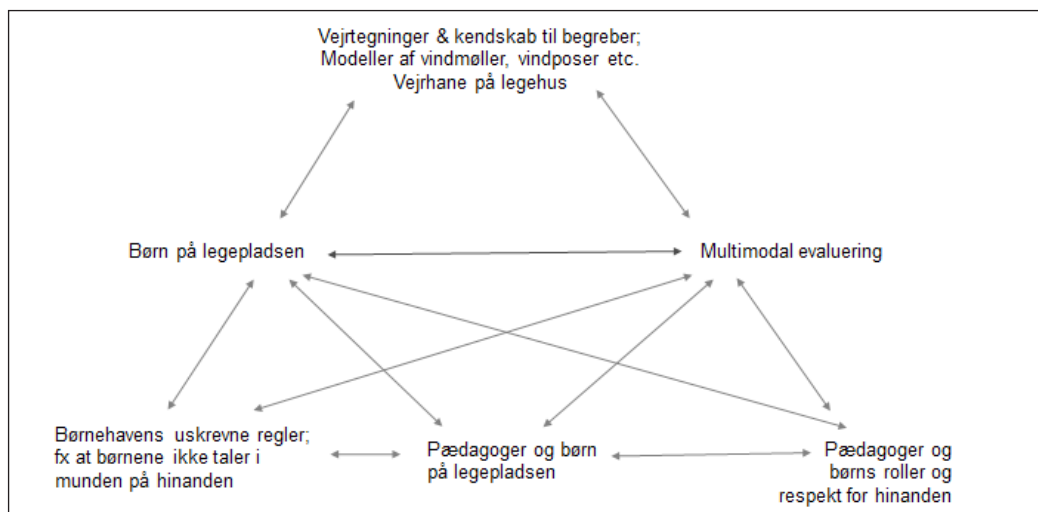 Vejrtegninger & kendskab til begreber;
Modeller af vindmøller, vindposer etc.
Vejrhane på legehus
Børn på legepladsen
Multimodal evaluering
Børnehavens uskrevne regler;
fx at børnene ikke taler i
munden på hinanden
Pædagoger og børn
på legepladsen
Pædagoger og
børns roller og
respekt for hinanden